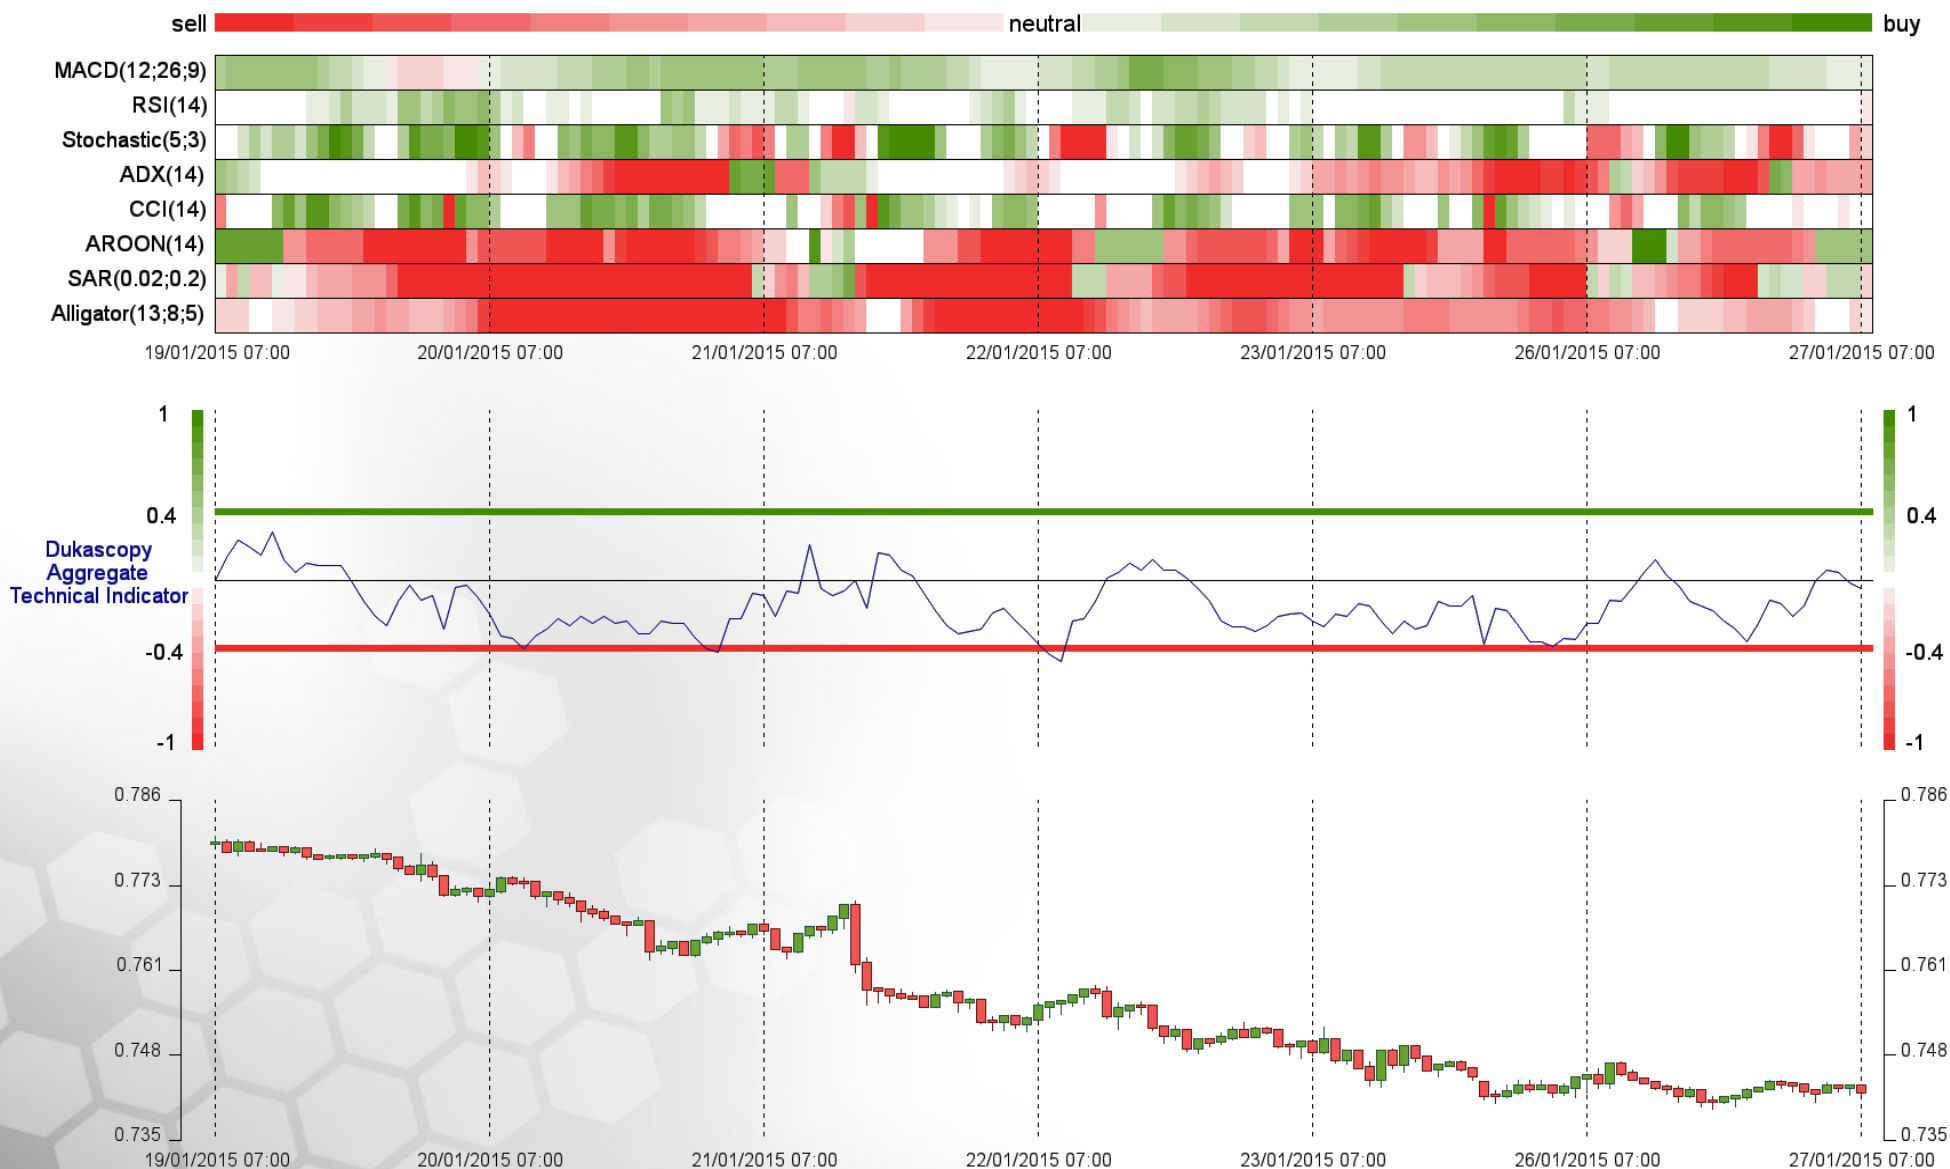 sell neutral buy
MACD(12;26;9)
RSI(14)
Stochastic(5;3)
ADX(14)
CCI(14)
AROON(14)
SAR(0.02;0.2)
Alligator(13;8;5)
19/01/2015 07:00 20/01/2015 07:00 21/01/2015 07:00 22/01/2015 07:00 23/01/2015 07:00 26/01/2015 07:00 27/01/2015 07:00
1 1
0.4 0.4
Dukascopy
Aggregate
Technical Indicator
-0.4 -0.4
-1 -1
0.786 0.786
0.773 0.773
0.761 0.761
0.748 0.748
0.735 0.735
19/01/2015 07:00 20/01/2015 07:00 21/01/2015 07:00 22/01/2015 07:00 23/01/2015 07:00 26/01/2015 07:00 27/01/2015 07:00